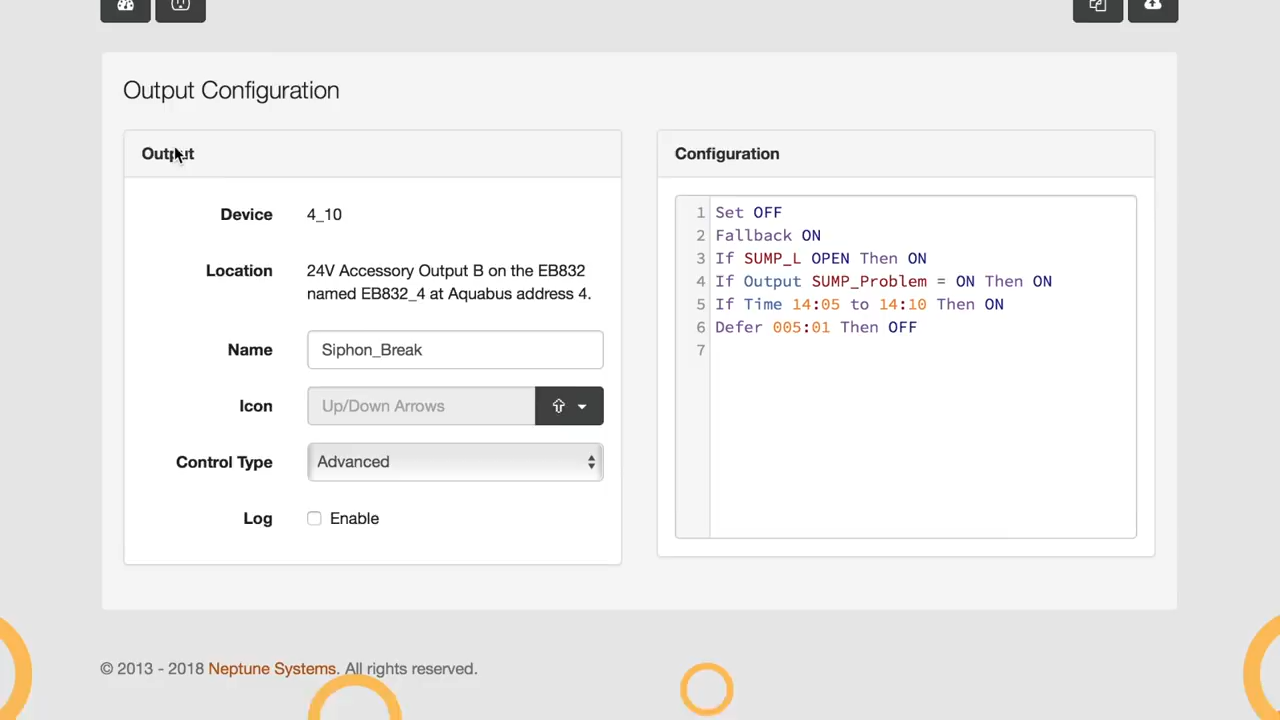 Output Configuration
Output
Device 4_10
Location 24V Accessory Output B on the EB832
named EB832_4 at Aquabus address 4.
Name Siphon_Break
Icon Up/Down Arrows
Control Type Advanced
Log Enable
Configuration
1 Set OFF
2 Fallback ON
3 If SUMP_L OPEN Then ON
4 If Output SUMP_Problem = ON Then ON
5 If Time 14:05 to 14:10 Then ON
6 Defer 005:01 Then OFF
7
© 2013 - 2018 Neptune Systems. All rights reserved.